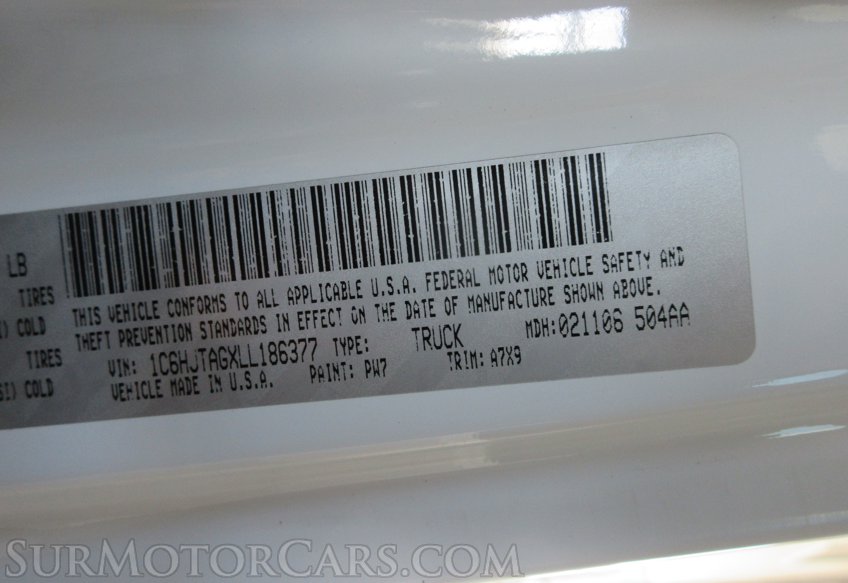 LB
TIRES
I) COLD
TIRES
SI) COLD
THIS VEHICLE CONFORMS TO ALL APPLICABLE U.S.A. FEDERAL MOTOR VEHICLE SAFETY AND
THEFT PREVENTION STANDARDS IN EFFECT ON THE DATE OF MANUFACTURE SHOWN ABOVE.
VIN: 1C6HJTAGXLL186377 TYPE: TRUCK MDH:021106 504AA
VEHICLE MADE IN U.S.A. PAINT: PW7 TRIM: A7X9
SURMOTORCARS.COM